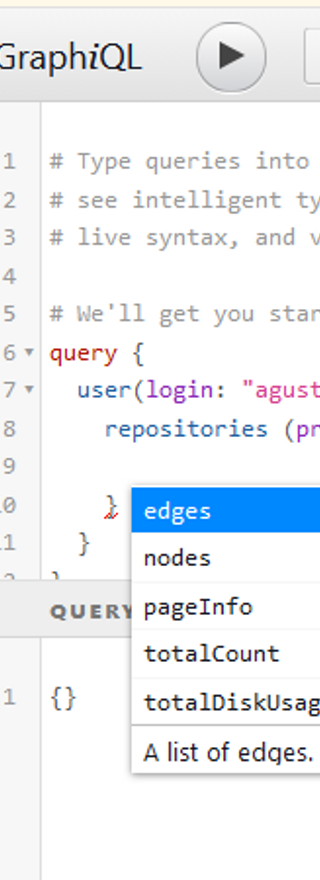 GraphiQL
1 # Type queries into
2 # see intelligent ty
3 # live syntax, and v
4
5 # We'll get you star
6 query {
7 user(login: "agust
8 repositories (pr
9
10 }
11 }
}
edges
nodes
pageInfo
totalCount
totalDiskUsag
A list of edges.
QUERY
1 {}